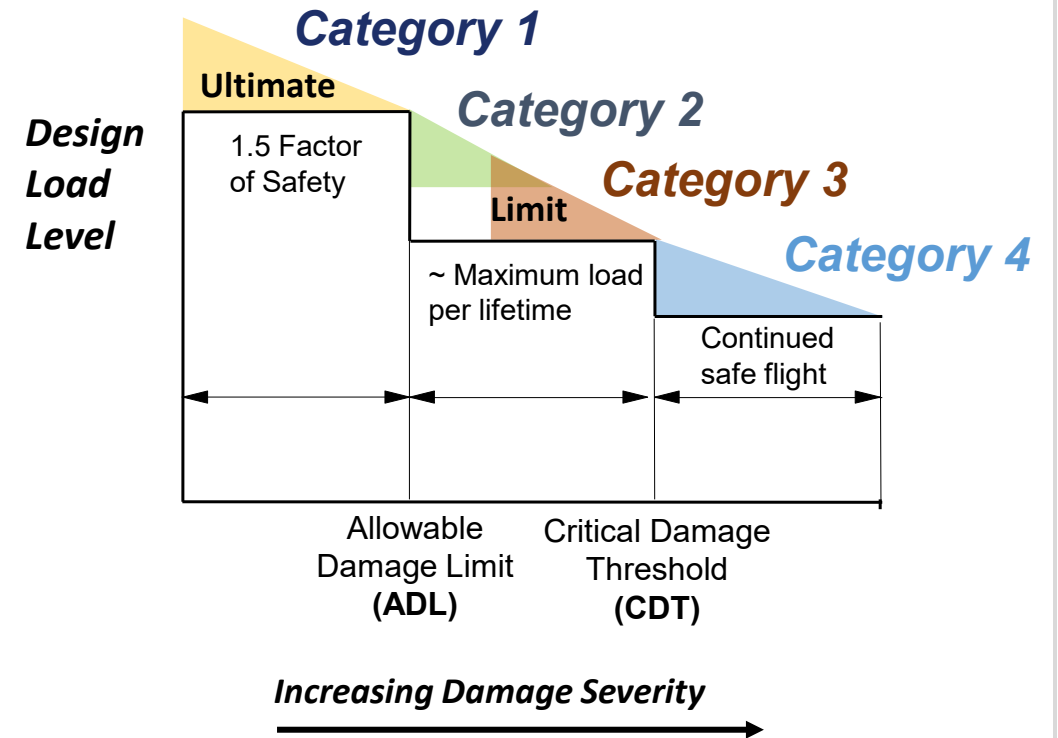 Category 1
Ultimate
Category 2
Design
Load
Level
1.5 Factor
of Safety
Category 3
Limit
Category 4
~ Maximum load
per lifetime
Continued
safe flight
Allowable
Damage Limit
(ADL)
Critical Damage
Threshold
(CDT)
Increasing Damage Severity